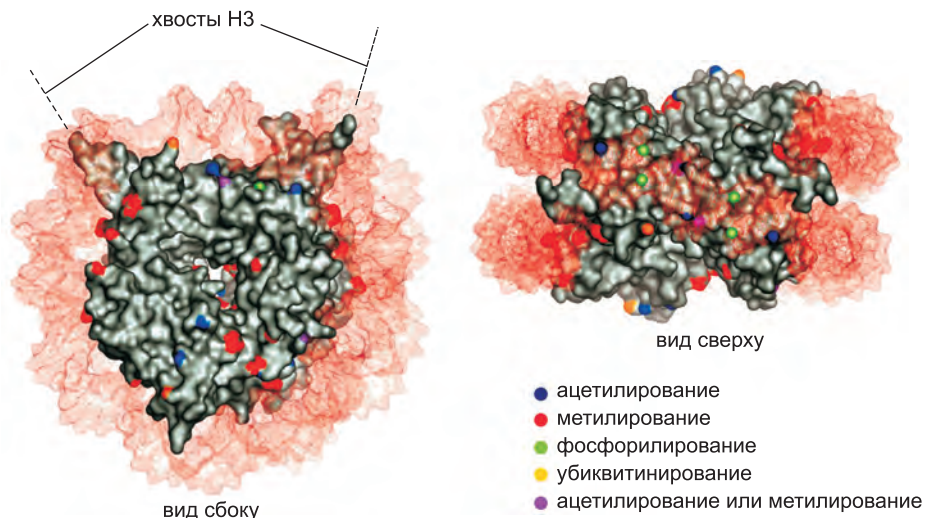 хвосты H3
вид сбоку
вид сверху
ацетилирование
метилирование
фосфорилирование
убиквитинирование
ацетилирование или метилирование